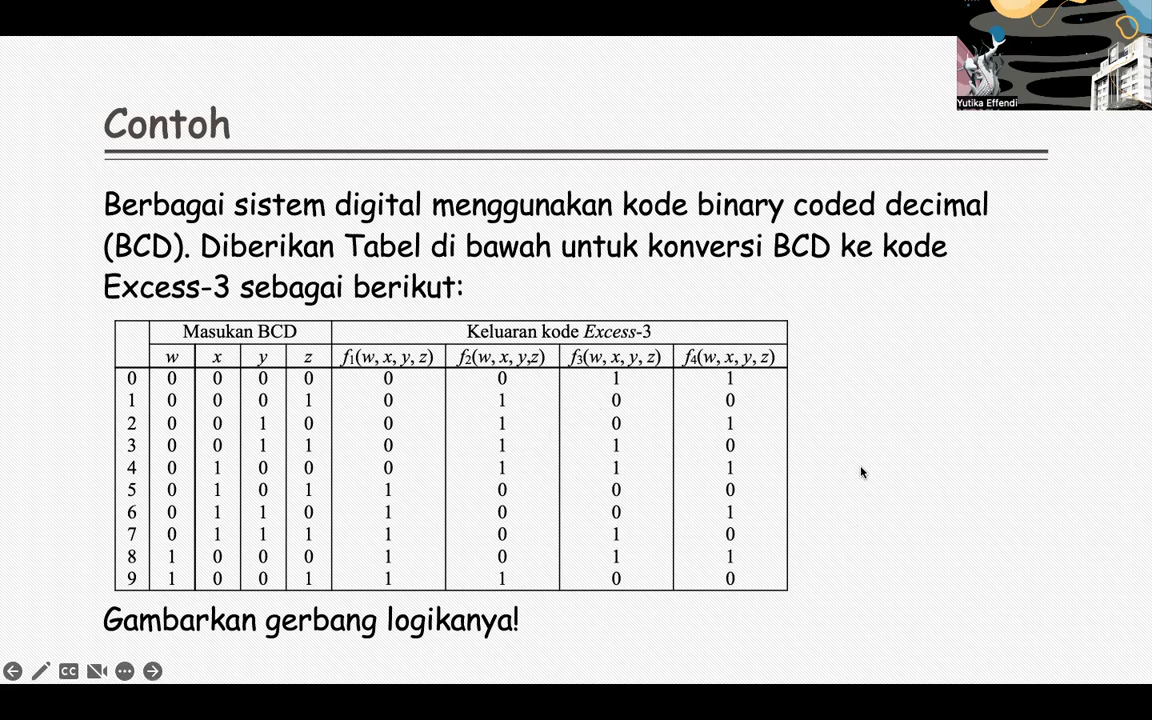 Yutika Effendi
Contoh
Berbagai sistem digital menggunakan kode binary coded decimal
(BCD). Diberikan Tabel di bawah untuk konversi BCD ke kode
Excess-3 sebagai berikut:
Masukan BCD Keluaran kode Excess-3
w x y z f1(w, x, y, z) f2(w, x, y,z) f3(w, x, y, z) f4(w, x, y, z)
0 0 0 0 0 0 0 1 1
1 0 0 0 1 0 1 0 0
2 0 0 1 0 0 1 0 1
3 0 0 1 1 0 1 1 0
4 0 1 0 0 0 1 1 1
5 0 1 0 1 1 0 0 0
6 0 1 1 0 1 0 0 1
7 0 1 1 1 1 0 1 0
8 1 0 0 0 1 0 1 1
9 1 0 0 1 1 1 0 0
Gambarkan gerbang logikanya!
CC